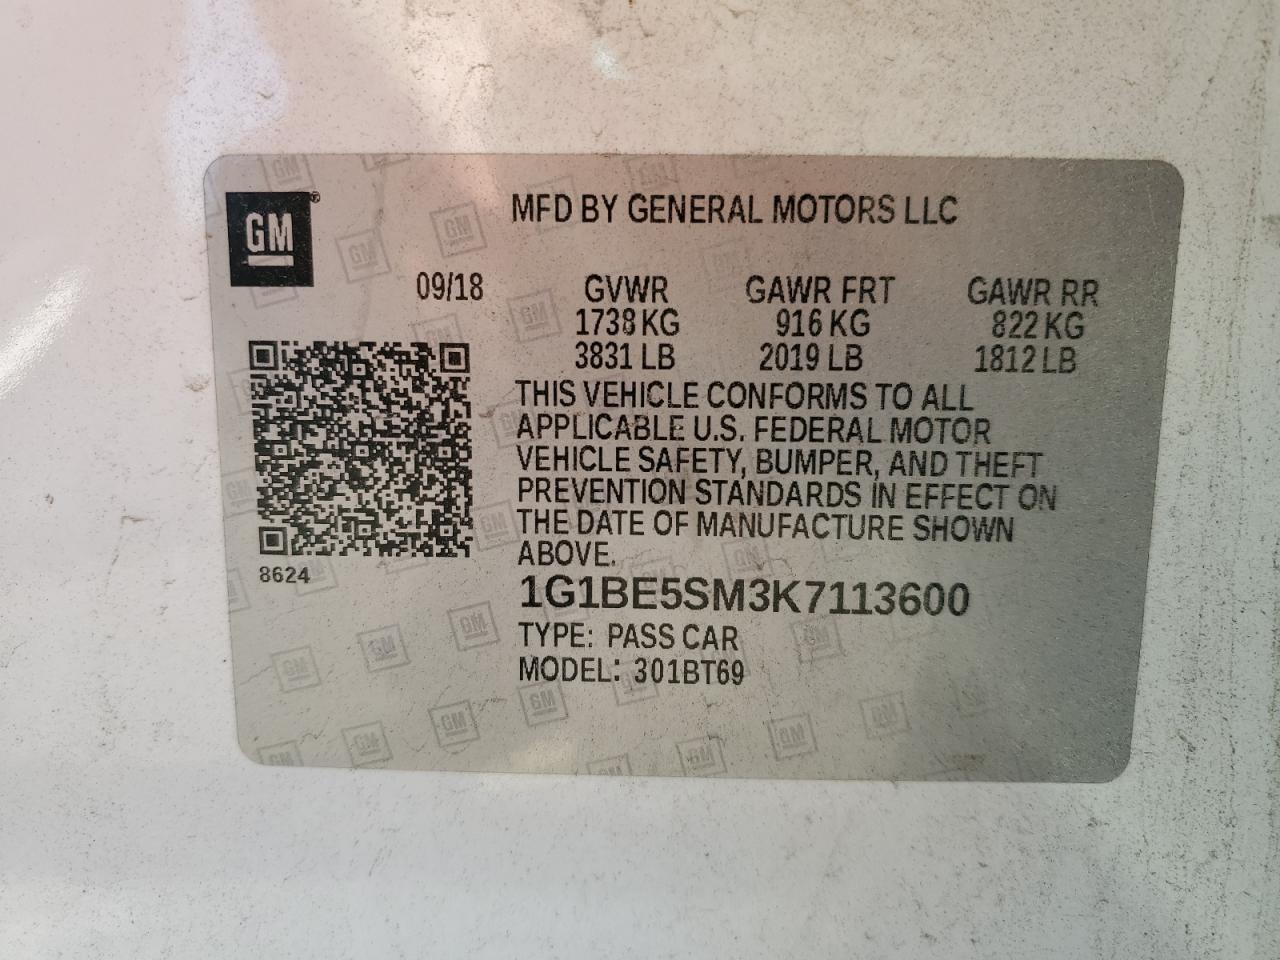 GM®
MFD BY GENERAL MOTORS LLC
09/18
GVWR GAWR FRT GAWR RR
1738 KG 916 KG 822 KG
3831 LB 2019 LB 1812 LB
THIS VEHICLE CONFORMS TO ALL
APPLICABLE U.S. FEDERAL MOTOR
VEHICLE SAFETY, BUMPER, AND THEFT
PREVENTION STANDARDS IN EFFECT ON
THE DATE OF MANUFACTURE SHOWN
ABOVE.
8624
1G1BE5SM3K7113600
TYPE: PASS CAR
MODEL: 301BT69